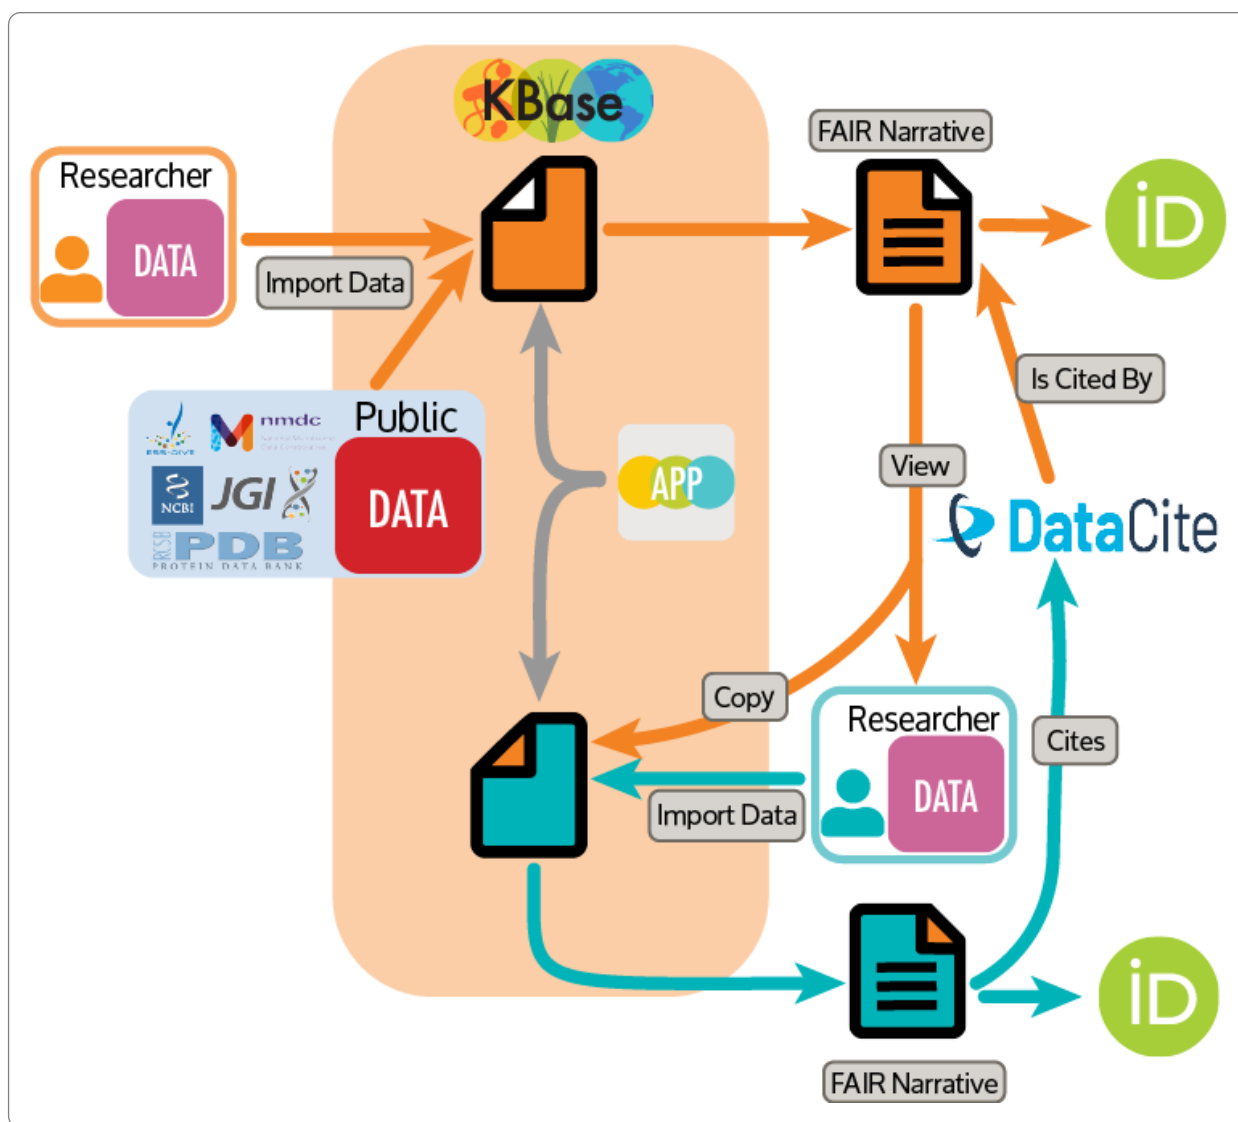 KBase
FAIR Narrative
Researcher
DATA
Import Data
iD
Is Cited By
Public
nmdc
NCBI
JGI
DATA
RCSB
PDB
PROTEIN DATA BANK
APP
View
DataCite
Copy
Researcher
DATA
Import Data
Cites
iD
FAIR Narrative